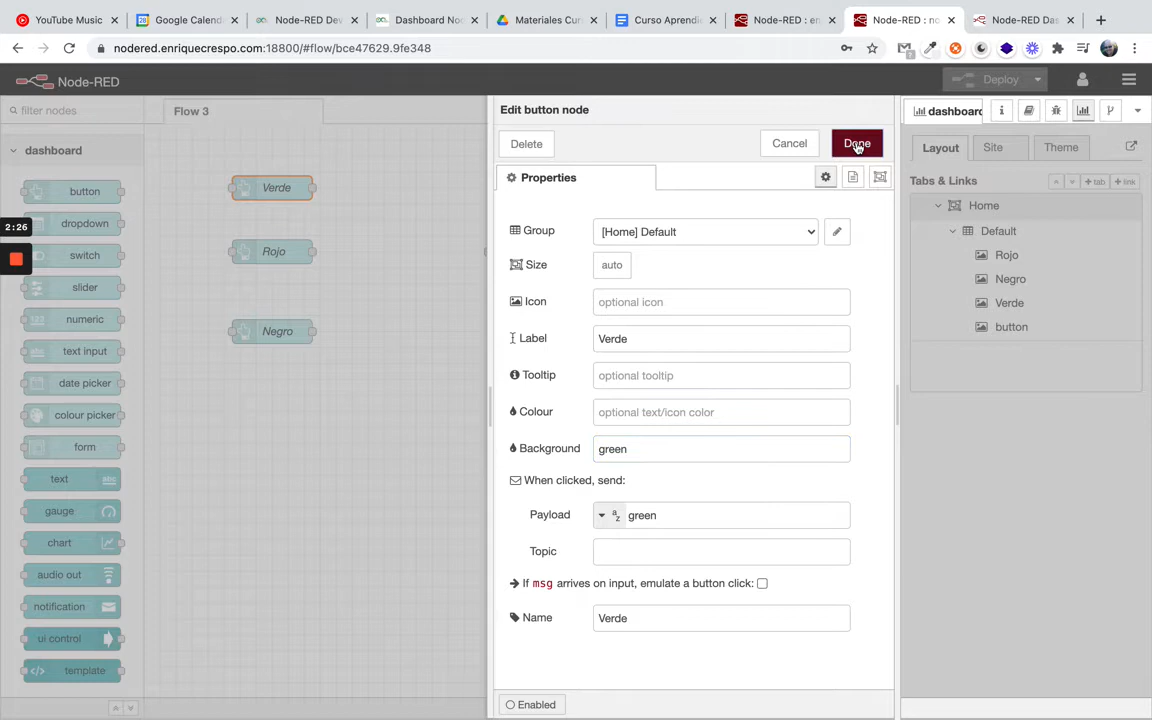 YouTube Music
Google Calend
Node-RED Dev
Dashboard No
Materiales Cur
Curso Aprendi
Node-RED : en
Node-RED : no
Node-RED Das
nodered.enriquecrespo.com:18800/#flow/bce47629.9fe348
Node-RED
Deploy
filter nodes
Flow 3
Edit button node
dashboard
Delete
Cancel
Done
Layout
Site
Theme
Properties
Tabs & Links
+tab
+link
dashboard
button
dropdown
switch
slider
numeric
text input
date picker
colour picker
form
text
abc
gauge
chart
audio out
notification
ui control
template
2:26
Verde
Rojo
Negro
Group
[Home] Default
Size
auto
Icon
optional icon
Label
Verde
Tooltip
optional tooltip
Colour
optional text/icon color
Background
green
When clicked, send:
Payload
a
z
green
Topic
If msg arrives on input, emulate a button click:
Name
Verde
Enabled
Home
Default
Rojo
Negro
Verde
button